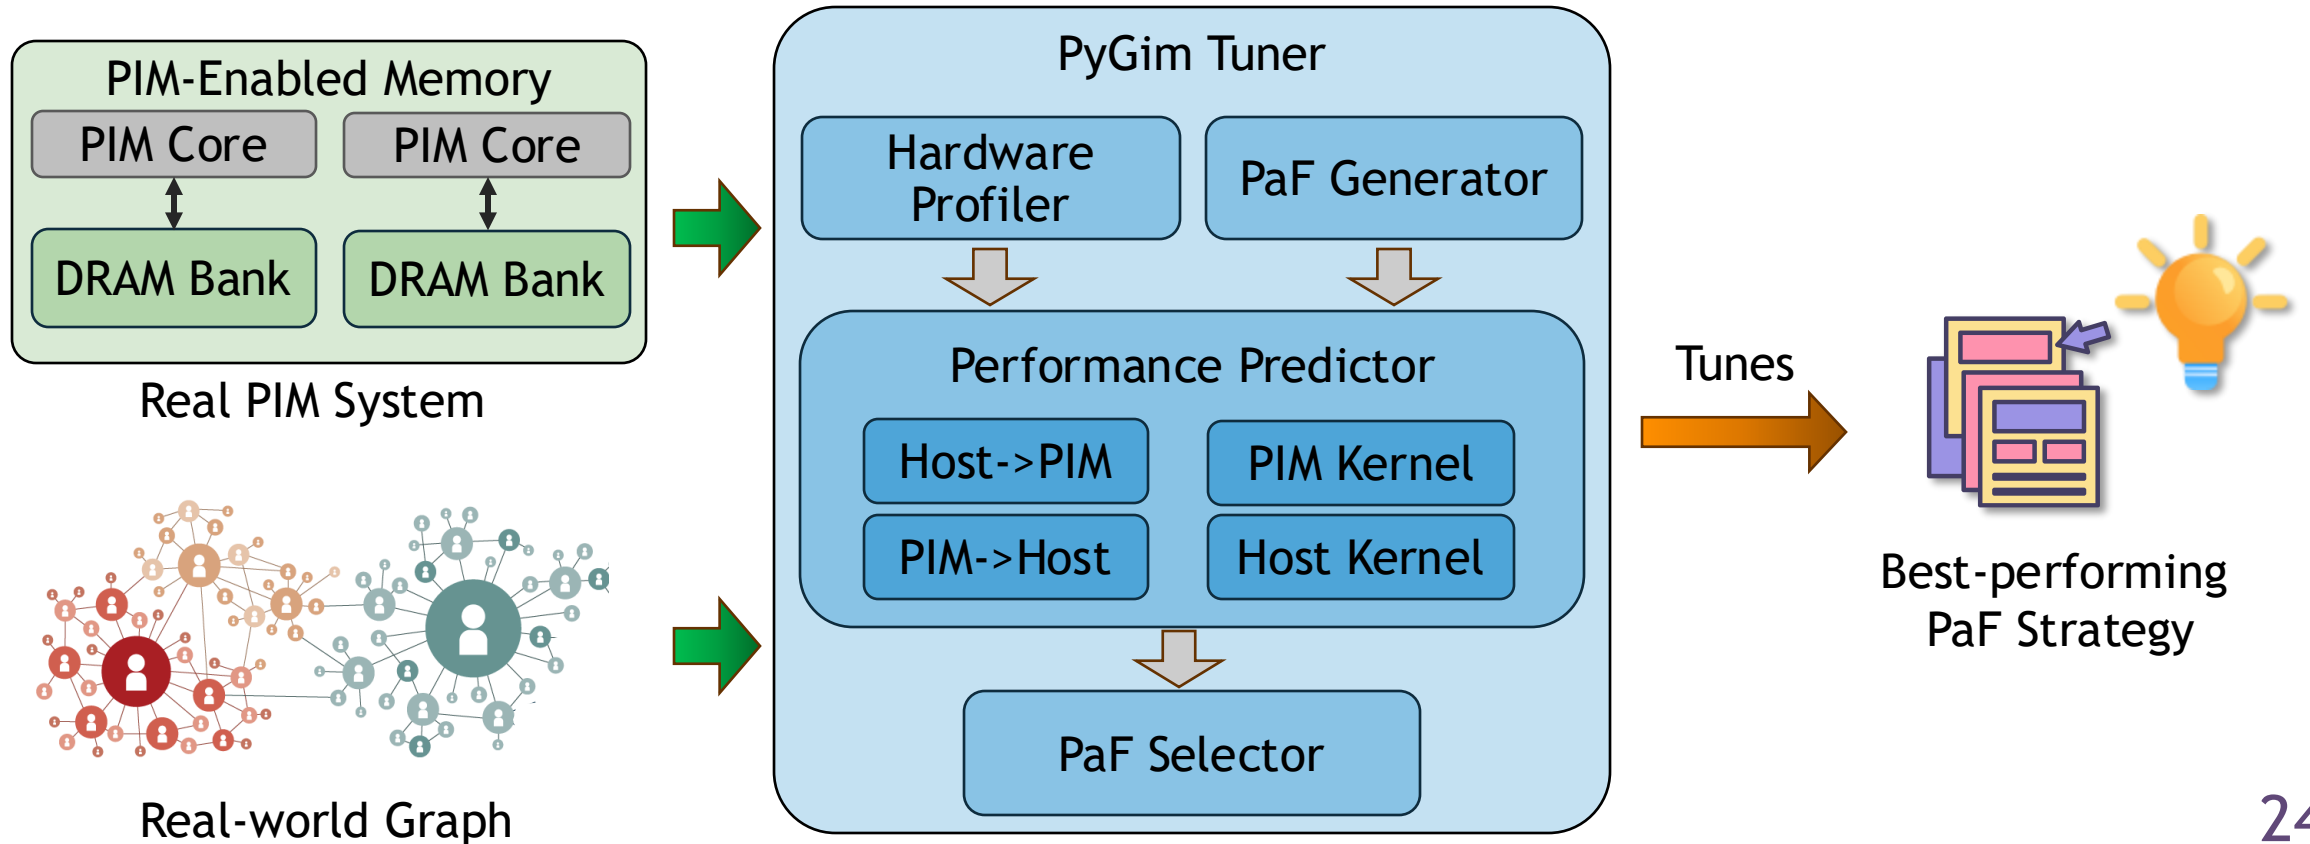 PIM-Enabled Memory
PIM Core
PIM Core
DRAM Bank
DRAM Bank
Real PIM System
Real-world Graph
PyGim Tuner
Hardware
Profiler
PaF Generator
Performance Predictor
Host->PIM
PIM Kernel
PIM->Host
Host Kernel
PaF Selector
Tunes
Best-performing
PaF Strategy
24